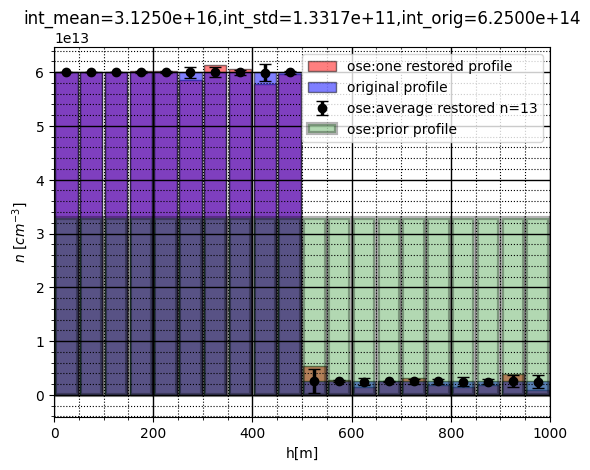 int_mean=3.1250e+16,int_std=1.3317e+11,int_orig=6.2500e+14
1e13
ose:one restored profile
original profile
ose:average restored n=13
ose:prior profile
6
5
4
3
2
1
0
n [cm⁻³]
0 200 400 600 800 1000
h[m]